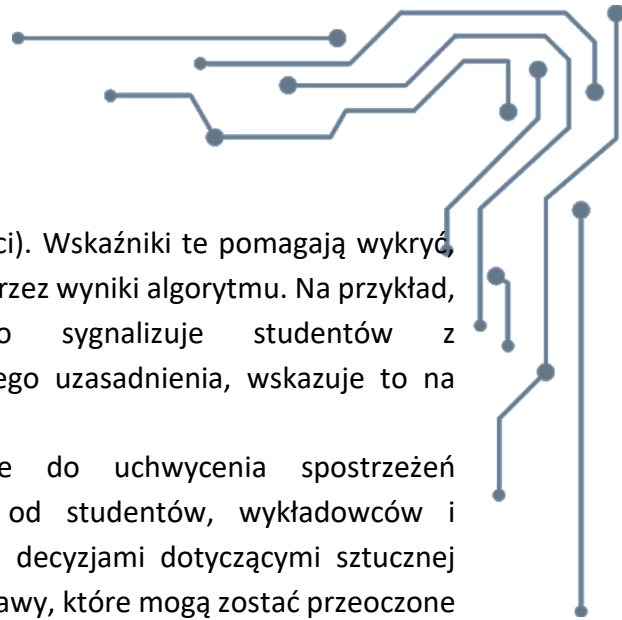 ci). Wskaźniki te pomagają wykryć,
rzez wyniki algorytmu. Na przykład,
o sygnalizuje studentów z
ego uzasadnienia, wskazuje to na
e do uchwycenia spostrzeżeń
od studentów, wykładowców i
decyzjami dotyczącymi sztucznej
awy, które mogą zostać przeoczone